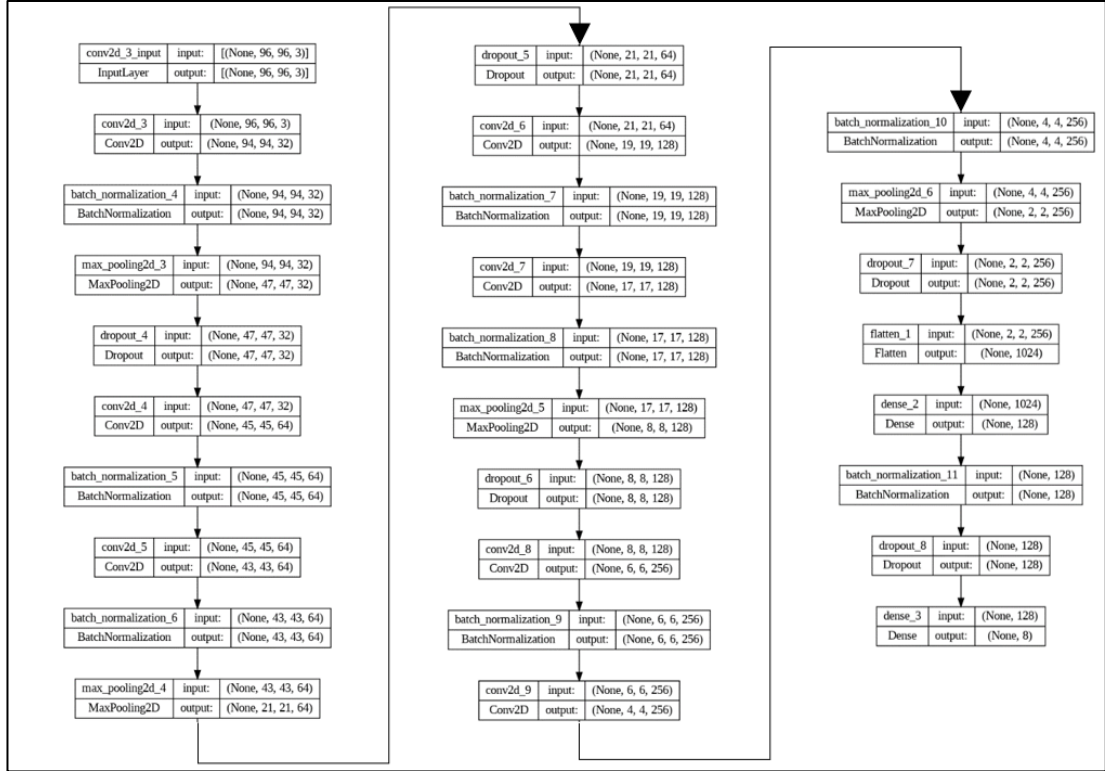 conv2d_3_input input: [(None, 96, 96, 3)]
InputLayer output: [(None, 96, 96, 3)]
conv2d_3 input: (None, 96, 96, 3)
Conv2D output: (None, 94, 94, 32)
batch_normalization_4 input: (None, 94, 94, 32)
BatchNormalization output: (None, 94, 94, 32)
max_pooling2d_3 input: (None, 94, 94, 32)
MaxPooling2D output: (None, 47, 47, 32)
dropout_4 input: (None, 47, 47, 32)
Dropout output: (None, 47, 47, 32)
conv2d_4 input: (None, 47, 47, 32)
Conv2D output: (None, 45, 45, 64)
batch_normalization_5 input: (None, 45, 45, 64)
BatchNormalization output: (None, 45, 45, 64)
conv2d_5 input: (None, 45, 45, 64)
Conv2D output: (None, 43, 43, 64)
batch_normalization_6 input: (None, 43, 43, 64)
BatchNormalization output: (None, 43, 43, 64)
max_pooling2d_4 input: (None, 43, 43, 64)
MaxPooling2D output: (None, 21, 21, 64)
dropout_5 input: (None, 21, 21, 64)
Dropout output: (None, 21, 21, 64)
conv2d_6 input: (None, 21, 21, 64)
Conv2D output: (None, 19, 19, 128)
batch_normalization_7 input: (None, 19, 19, 128)
BatchNormalization output: (None, 19, 19, 128)
conv2d_7 input: (None, 19, 19, 128)
Conv2D output: (None, 17, 17, 128)
batch_normalization_8 input: (None, 17, 17, 128)
BatchNormalization output: (None, 17, 17, 128)
max_pooling2d_5 input: (None, 17, 17, 128)
MaxPooling2D output: (None, 8, 8, 128)
dropout_6 input: (None, 8, 8, 128)
Dropout output: (None, 8, 8, 128)
conv2d_8 input: (None, 8, 8, 128)
Conv2D output: (None, 6, 6, 256)
batch_normalization_9 input: (None, 6, 6, 256)
BatchNormalization output: (None, 6, 6, 256)
conv2d_9 input: (None, 6, 6, 256)
Conv2D output: (None, 4, 4, 256)
batch_normalization_10 input: (None, 4, 4, 256)
BatchNormalization output: (None, 4, 4, 256)
max_pooling2d_6 input: (None, 4, 4, 256)
MaxPooling2D output: (None, 2, 2, 256)
dropout_7 input: (None, 2, 2, 256)
Dropout output: (None, 2, 2, 256)
flatten_1 input: (None, 2, 2, 256)
Flatten output: (None, 1024)
dense_2 input: (None, 1024)
Dense output: (None, 128)
batch_normalization_11 input: (None, 128)
BatchNormalization output: (None, 128)
dropout_8 input: (None, 128)
Dropout output: (None, 128)
dense_3 input: (None, 128)
Dense output: (None, 8)